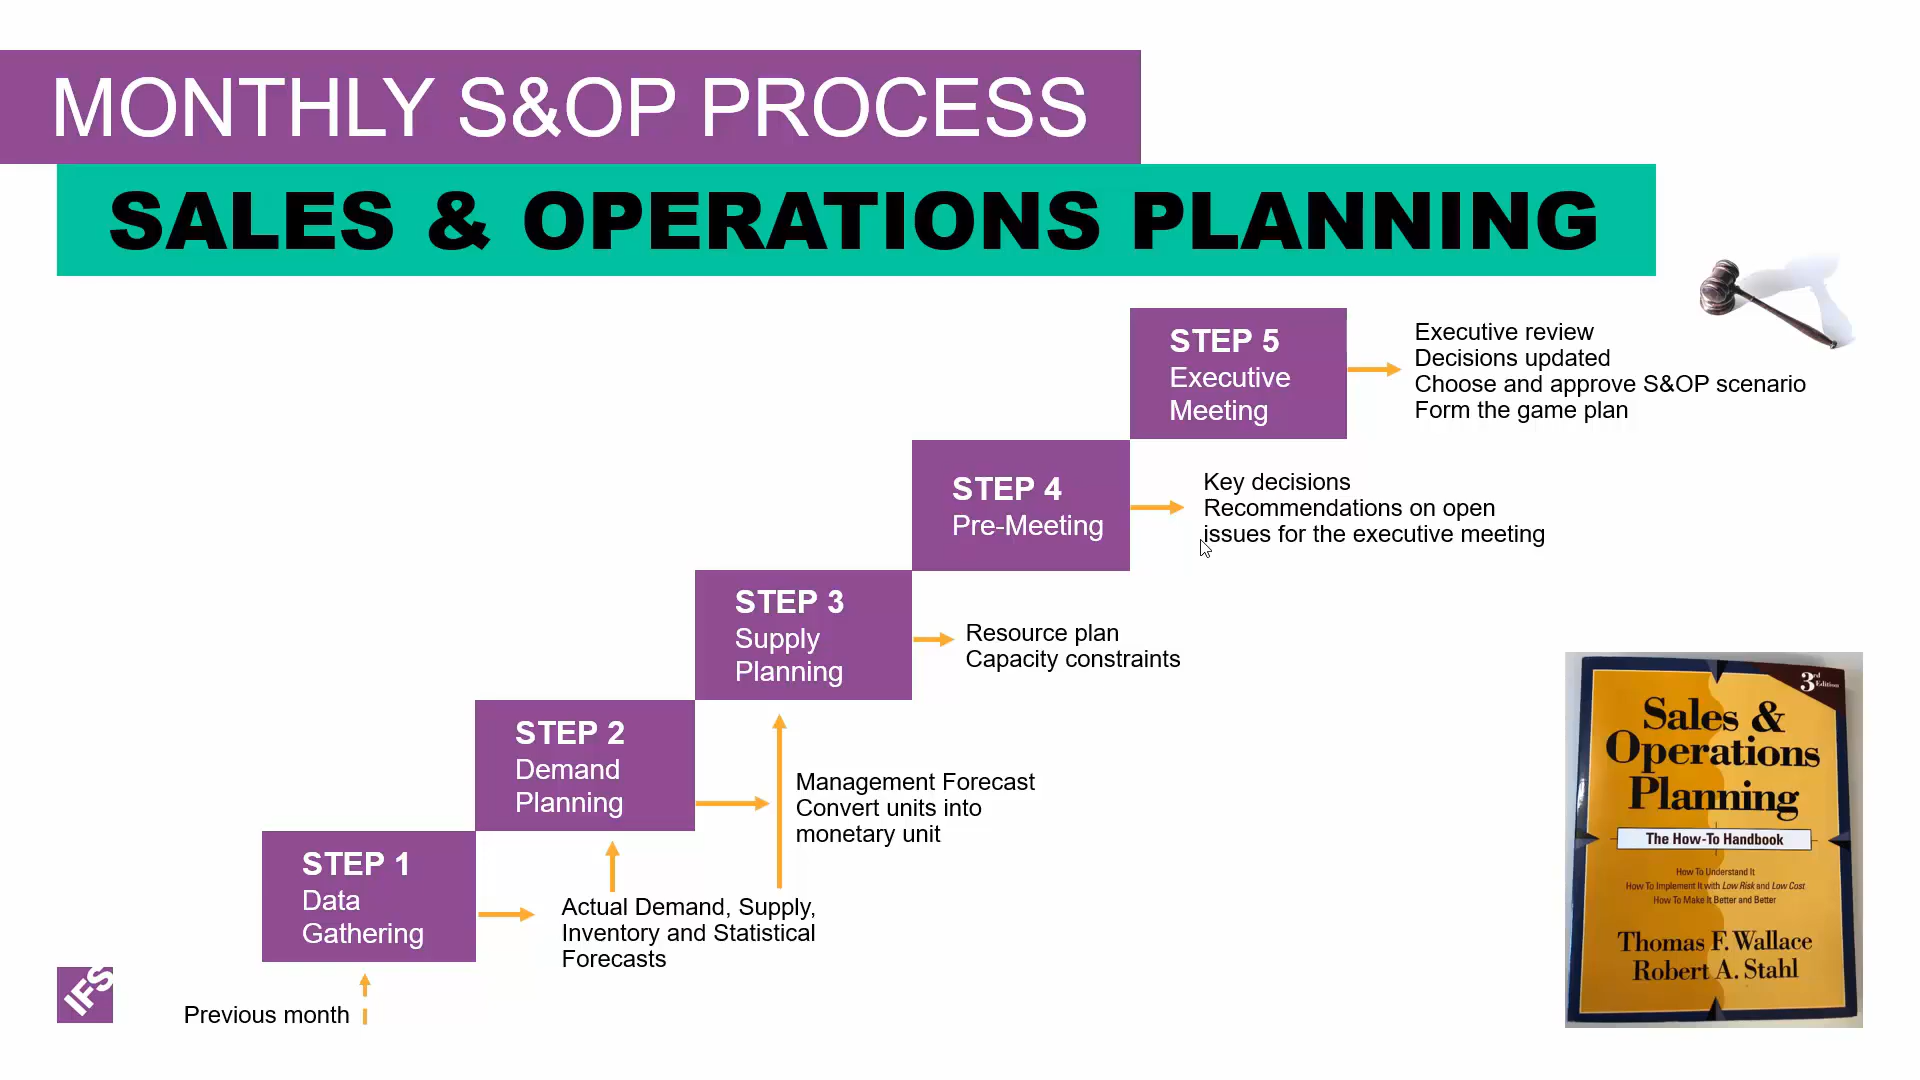 MONTHLY S&OP PROCESS
SALES & OPERATIONS PLANNING
STEP 5
Executive
Meeting
Executive review
Decisions updated
Choose and approve S&OP scenario
Form the game plan
STEP 4
Pre-Meeting
Key decisions
Recommendations on open
issues for the executive meeting
STEP 3
Supply
Planning
Resource plan
Capacity constraints
STEP 2
Demand
Planning
Management Forecast
Convert units into
monetary unit
STEP 1
Data
Gathering
Actual Demand, Supply,
Inventory and Statistical
Forecasts
Previous month
IFS
3rd Edition
Sales &
Operations
Planning
The How-To Handbook
How To Understand It
How To Implement It with Low Risk and Low Cost
How To Make It Better and Better
Thomas F. Wallace
Robert A. Stahl